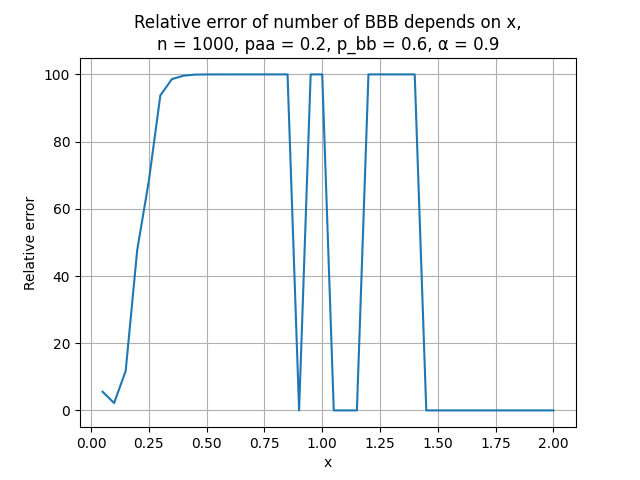 Relative error of number of BBB depends on x,
n = 1000, paa = 0.2, p_bb = 0.6, α = 0.9
100
80
60
40
20
0
Relative error
0.00 0.25 0.50 0.75 1.00 1.25 1.50 1.75 2.00
x